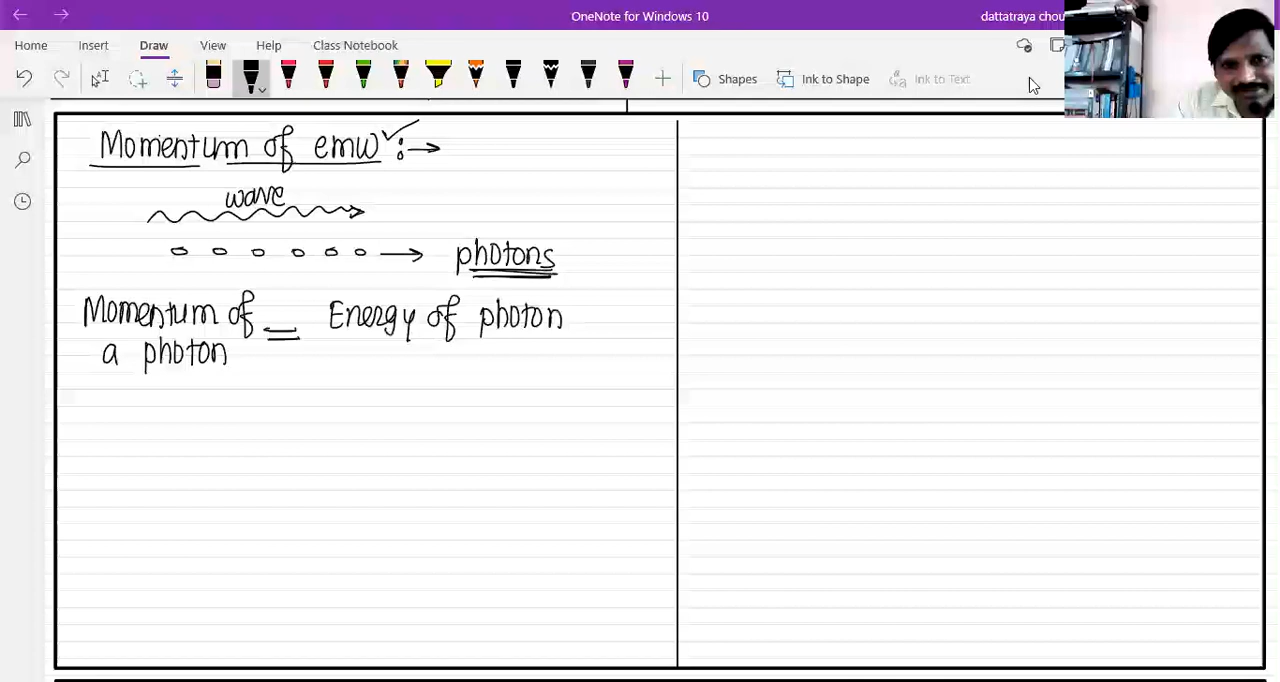 OneNote for Windows 10
dattatraya chou
Home Insert Draw View Help Class Notebook
Shapes Ink to Shape Ink to Text
Momentum of emw :→
wave
photons
Momentum of = Energy of photon
a photon